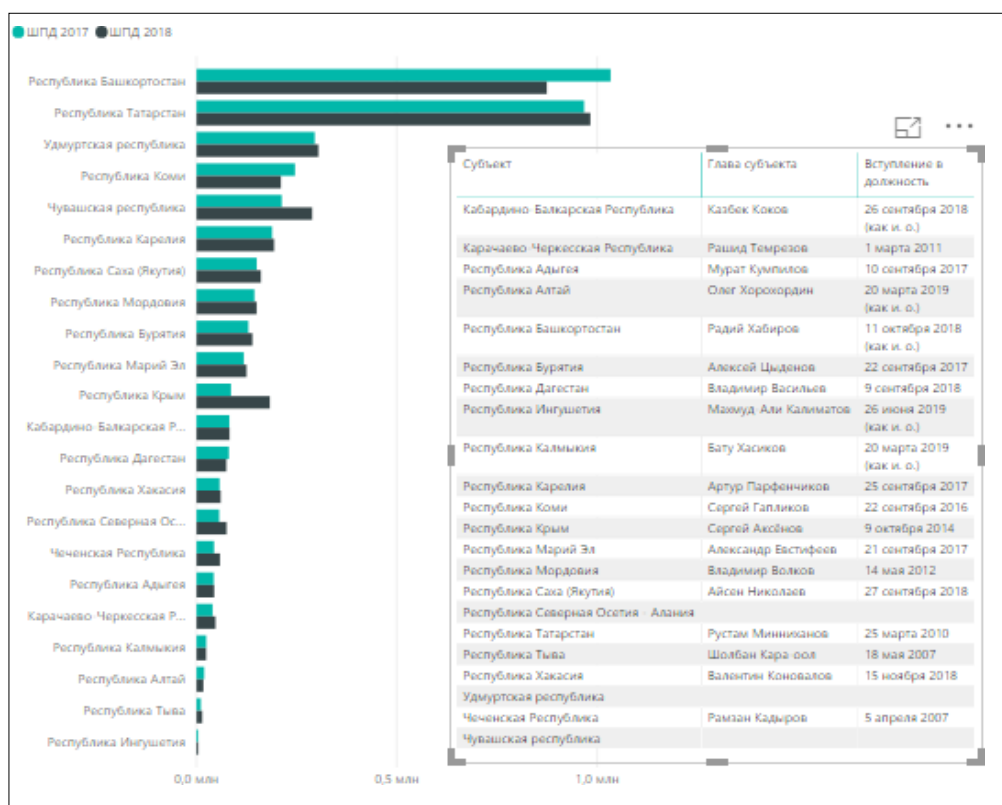 ШПД 2017 ШПД 2018
Республика Башкортостан
Республика Татарстан
Удмуртская республика
Республика Коми
Чувашская республика
Республика Карелия
Республика Саха (Якутия)
Республика Мордовия
Республика Бурятия
Республика Марий Эл
Республика Крым
Кабардино-Балкарская Р...
Республика Дагестан
Республика Хакасия
Республика Северная Ос...
Чеченская Республика
Республика Адыгея
Карачаево-Черкесская Р...
Республика Калмыкия
Республика Алтай
Республика Тыва
Республика Ингушетия
0,0 млн 0,5 млн 1,0 млн
Субъект Глава субъекта Вступление в
должность
Кабардино-Балкарская Республика Казбек Коков 26 сентября 2018
(как и. о.)
Карачаево-Черкесская Республика Рашид Темрезов 1 марта 2011
Республика Адыгея Мурат Кумпилов 10 сентября 2017
Республика Алтай Олег Хорохордин 20 марта 2019
(как и. о.)
Республика Башкортостан Радий Хабиров 11 октября 2018
(как и. о.)
Республика Бурятия Алексей Цыденов 22 сентября 2017
Республика Дагестан Владимир Васильев 9 сентября 2018
Республика Ингушетия Махмуд-Али Калиматов 26 июня 2019
(как и. о.)
Республика Калмыкия Бату Хасиков 20 марта 2019
(как и. о.)
Республика Карелия Артур Парфенчиков 25 сентября 2017
Республика Коми Сергей Гапликов 22 сентября 2016
Республика Крым Сергей Аксёнов 9 октября 2014
Республика Марий Эл Александр Евстифеев 21 сентября 2017
Республика Мордовия Владимир Волков 14 мая 2012
Республика Саха (Якутия) Айсен Николаев 27 сентября 2018
Республика Северная Осетия - Алания
Республика Татарстан Рустам Минниханов 25 марта 2010
Республика Тыва Шолбан Кара-оол 18 мая 2007
Республика Хакасия Валентин Коновалов 15 ноября 2018
Удмуртская республика
Чеченская Республика Рамзан Кадыров 5 апреля 2007
Чувашская республика